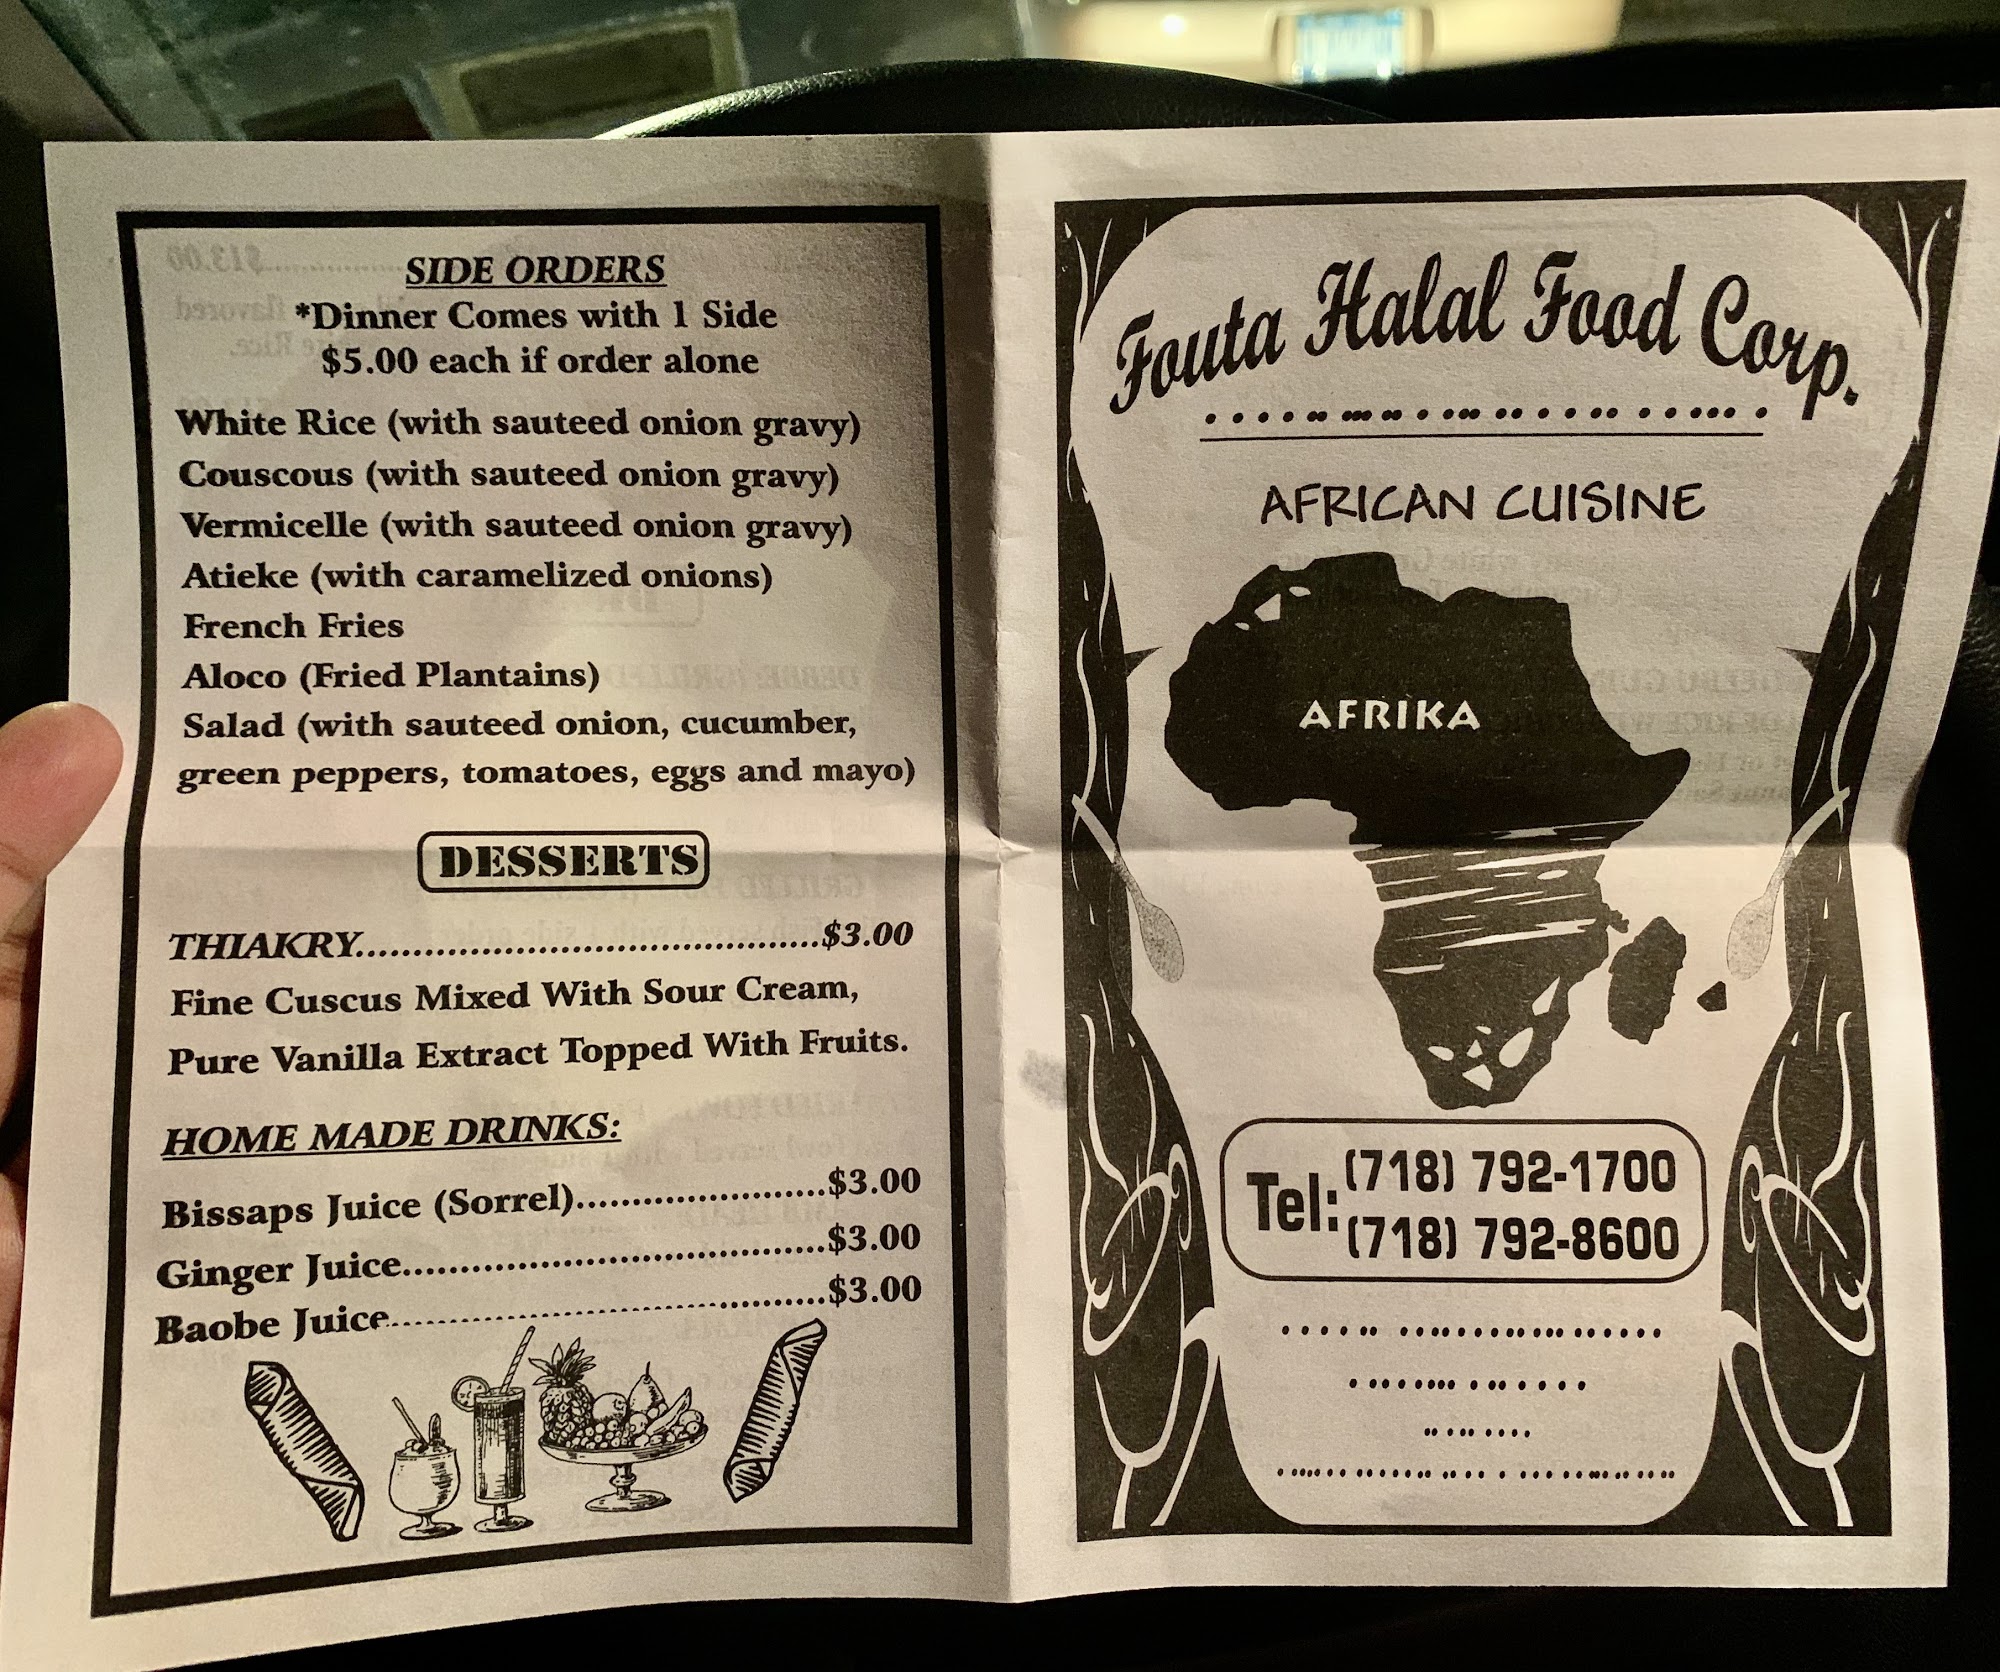 SIDE ORDERS
*Dinner Comes with 1 Side
$5.00 each if order alone
White Rice (with sauteed onion gravy)
Couscous (with sauteed onion gravy)
Vermicelle (with sauteed onion gravy)
Atieke (with caramelized onions)
French Fries
Aloco (Fried Plantains)
Salad (with sauteed onion, cucumber,
green peppers, tomatoes, eggs and mayo)
DESSERTS
THIAKRY.........................................$3.00
Fine Cuscus Mixed With Sour Cream,
Pure Vanilla Extract Topped With Fruits.
HOME MADE DRINKS:
Bissaps Juice (Sorrel)......................$3.00
Ginger Juice.....................................$3.00
Baobe Juice......................................$3.00
Fouta Halal Food Corp.
AFRICAN CUISINE
AFRIKA
Tel: (718) 792-1700
(718) 792-8600